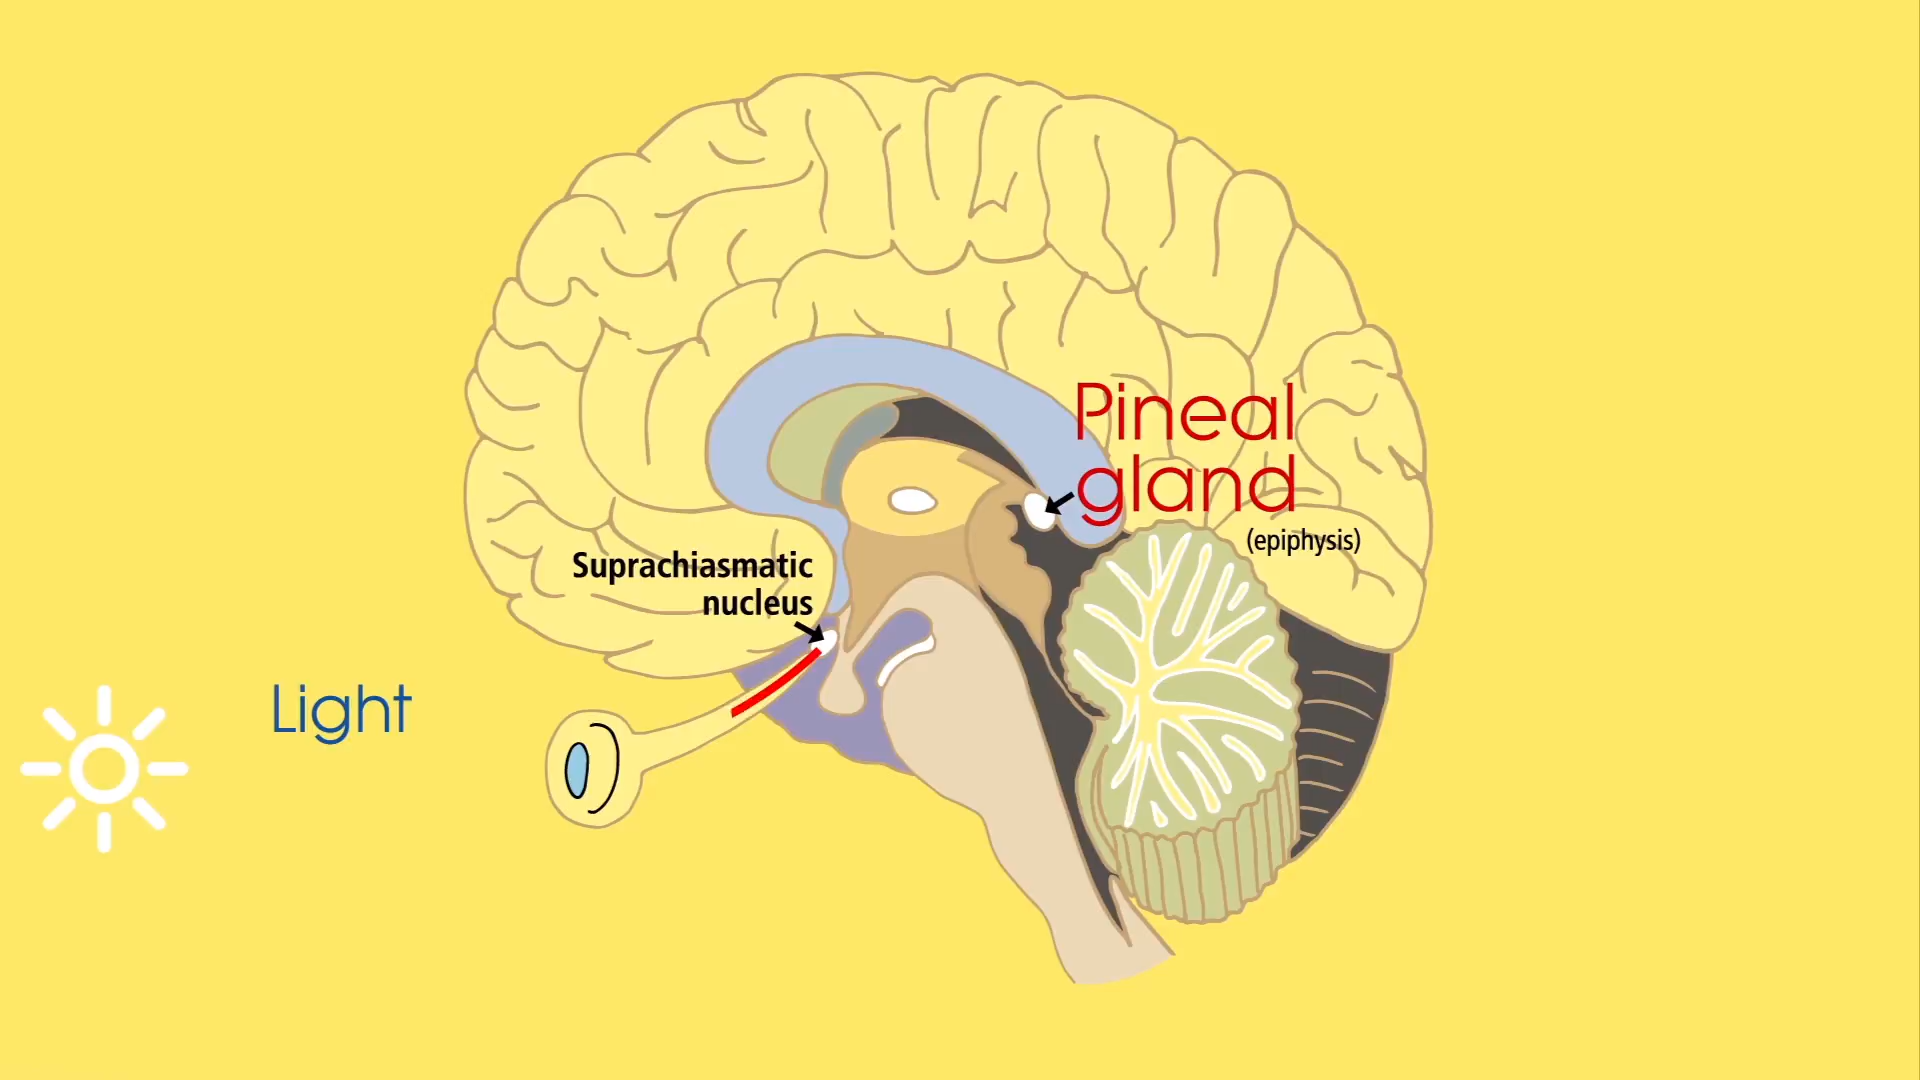 Pineal
gland
(epiphysis)
Suprachiasmatic
nucleus
Light